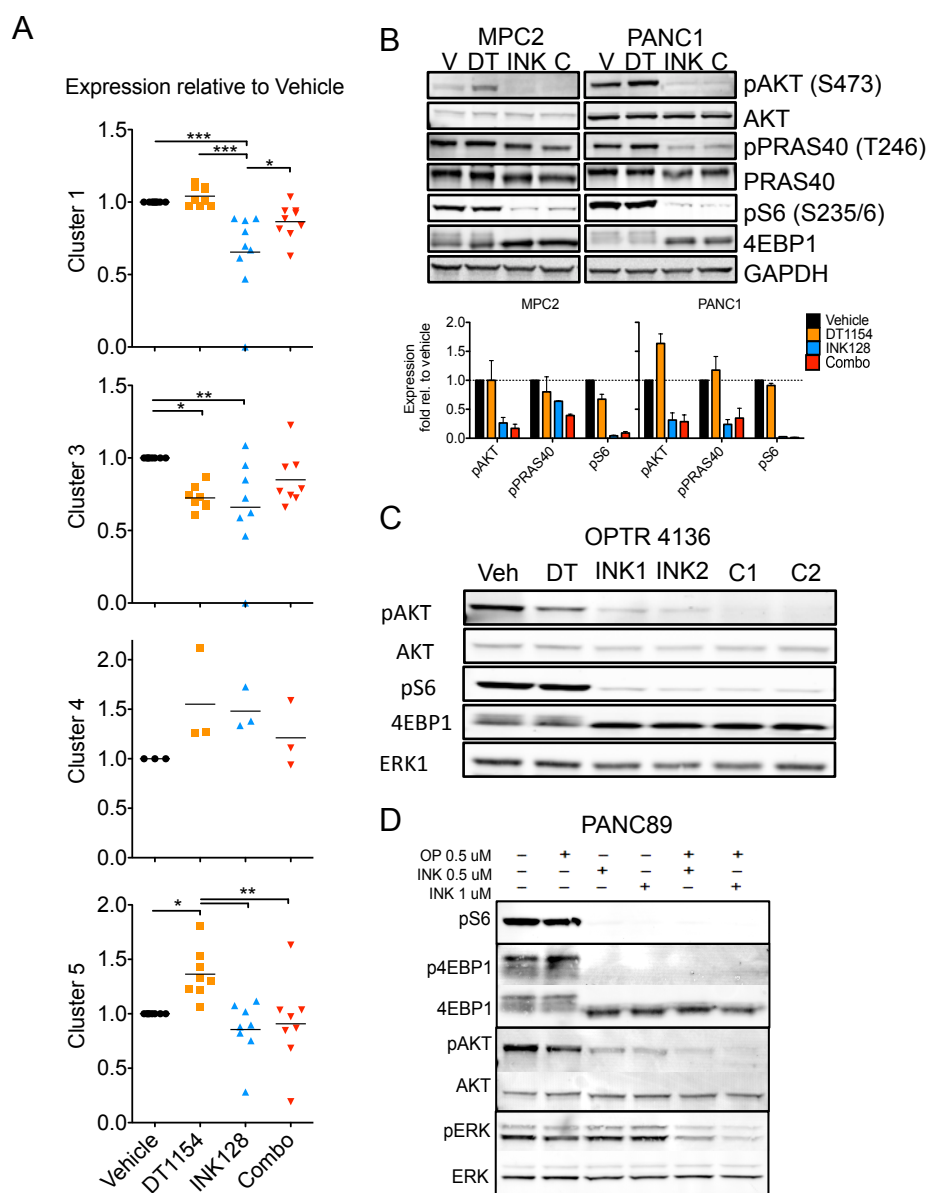 A
Expression relative to Vehicle
Cluster 1
1.5
1.0
0.5
0.0
***
***
*
Cluster 3
1.5
1.0
0.5
0.0
**
*
Cluster 4
2.0
1.5
1.0
0.5
0.0
Cluster 5
2.0
1.5
1.0
0.5
0.0
*
**
Vehicle
DT1154
INK128
Combo
B
MPC2 PANC1
V DT INK C V DT INK C
pAKT (S473)
AKT
pPRAS40 (T246)
PRAS40
pS6 (S235/6)
4EBP1
GAPDH
MPC2 PANC1
Expression
fold rel. to vehicle
2.0
1.5
1.0
0.5
0.0
Vehicle
DT1154
INK128
Combo
pAKT pPRAS40 pS6 pAKT pPRAS40 pS6
C
OPTR 4136
Veh DT INK1 INK2 C1 C2
pAKT
AKT
pS6
4EBP1
ERK1
D
PANC89
OP 0.5 uM – + – – + +
INK 0.5 uM – – + – + –
INK 1 uM – – – + – +
pS6
p4EBP1
4EBP1
pAKT
AKT
pERK
ERK